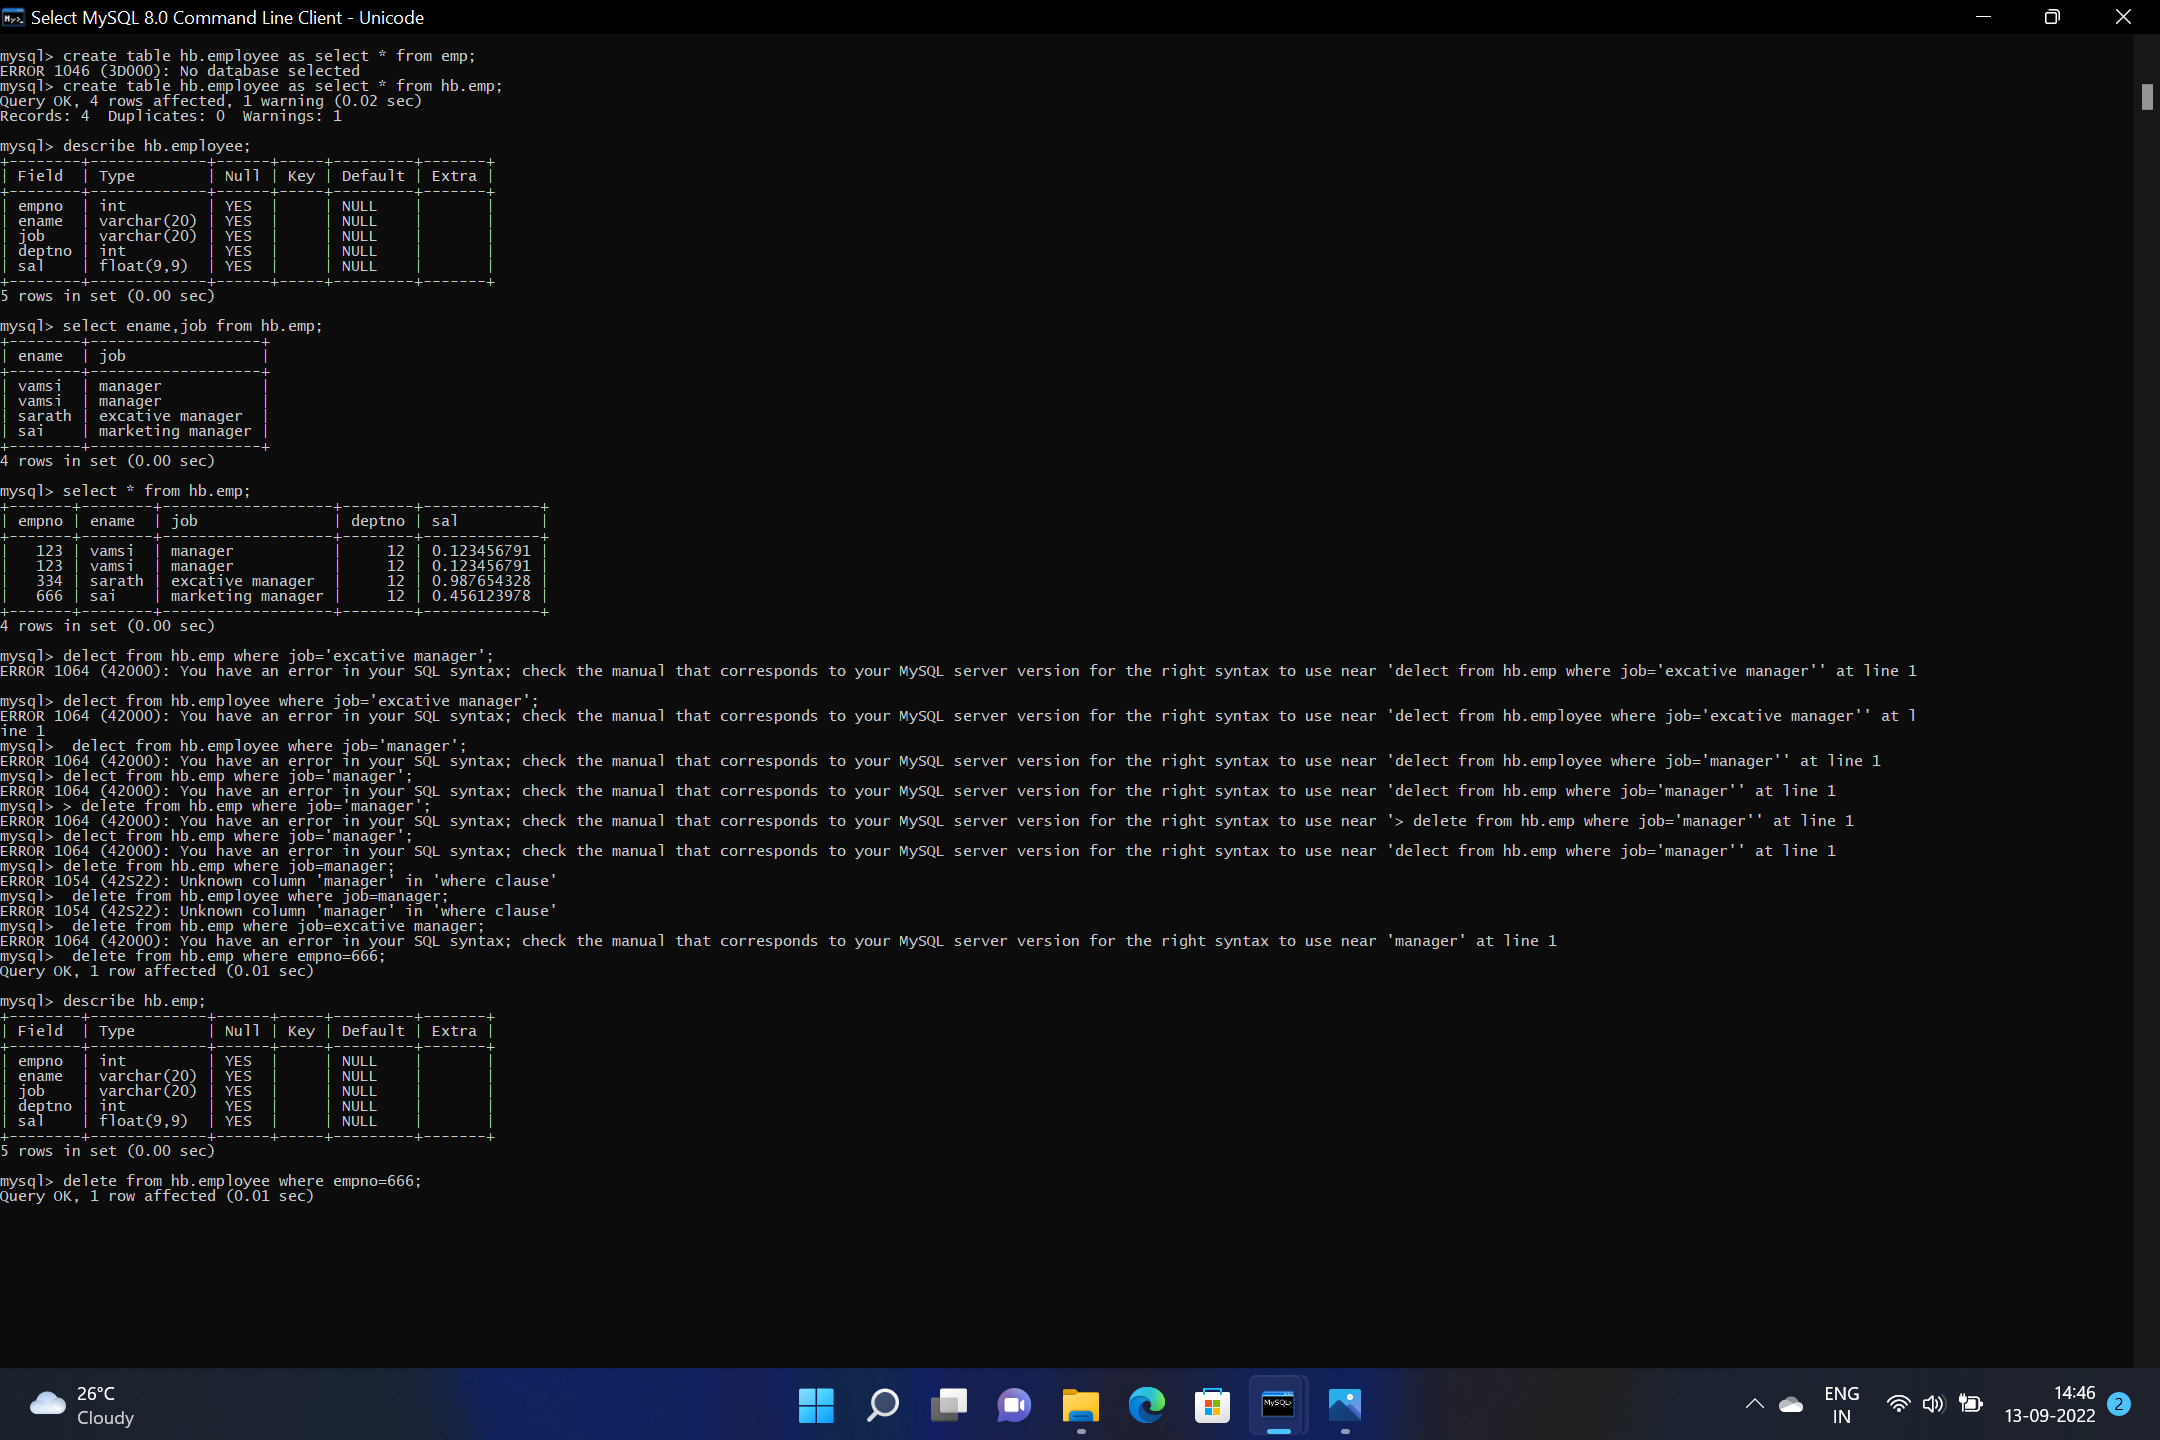 Select MySQL 8.0 Command Line Client - Unicode
mysql> create table hb.employee as select * from emp;
ERROR 1046 (3D000): No database selected
mysql> create table hb.employee as select * from hb.emp;
Query OK, 4 rows affected, 1 warning (0.02 sec)
Records: 4  Duplicates: 0  Warnings: 1
mysql> describe hb.employee;
+--------+-------------+------+-----+---------+-------+
| Field  | Type        | Null | Key | Default | Extra |
+--------+-------------+------+-----+---------+-------+
| empno  | int         | YES  |     | NULL    |       |
| ename  | varchar(20) | YES  |     | NULL    |       |
| job    | varchar(20) | YES  |     | NULL    |       |
| deptno | int         | YES  |     | NULL    |       |
| sal    | float(9,9)  | YES  |     | NULL    |       |
+--------+-------------+------+-----+---------+-------+
5 rows in set (0.00 sec)
mysql> select ename,job from hb.emp;
+--------+-------------------+
| ename  | job               |
+--------+-------------------+
| vamsi  | manager           |
| vamsi  | manager           |
| sarath | excative manager  |
| sai    | marketing manager |
+--------+-------------------+
4 rows in set (0.00 sec)
mysql> select * from hb.emp;
+-------+--------+-------------------+--------+-------------+
| empno | ename  | job               | deptno | sal         |
+-------+--------+-------------------+--------+-------------+
|   123 | vamsi  | manager           |     12 | 0.123456791 |
|   123 | vamsi  | manager           |     12 | 0.123456791 |
|   334 | sarath | excative manager  |     12 | 0.987654328 |
|   666 | sai    | marketing manager |     12 | 0.456123978 |
+-------+--------+-------------------+--------+-------------+
4 rows in set (0.00 sec)
mysql> delect from hb.emp where job='excative manager';
ERROR 1064 (42000): You have an error in your SQL syntax; check the manual that corresponds to your MySQL server version for the right syntax to use near 'delect from hb.emp where job='excative manager'' at line 1
mysql> delect from hb.employee where job='excative manager';
ERROR 1064 (42000): You have an error in your SQL syntax; check the manual that corresponds to your MySQL server version for the right syntax to use near 'delect from hb.employee where job='excative manager'' at l
ine 1
mysql>  delect from hb.employee where job='manager';
ERROR 1064 (42000): You have an error in your SQL syntax; check the manual that corresponds to your MySQL server version for the right syntax to use near 'delect from hb.employee where job='manager'' at line 1
mysql> delect from hb.emp where job='manager';
ERROR 1064 (42000): You have an error in your SQL syntax; check the manual that corresponds to your MySQL server version for the right syntax to use near 'delect from hb.emp where job='manager'' at line 1
mysql> > delete from hb.emp where job='manager';
ERROR 1064 (42000): You have an error in your SQL syntax; check the manual that corresponds to your MySQL server version for the right syntax to use near '> delete from hb.emp where job='manager'' at line 1
mysql> delect from hb.emp where job='manager';
ERROR 1064 (42000): You have an error in your SQL syntax; check the manual that corresponds to your MySQL server version for the right syntax to use near 'delect from hb.emp where job='manager'' at line 1
mysql> delete from hb.emp where job=manager;
ERROR 1054 (42S22): Unknown column 'manager' in 'where clause'
mysql>  delete from hb.employee where job=manager;
ERROR 1054 (42S22): Unknown column 'manager' in 'where clause'
mysql>  delete from hb.emp where job=excative manager;
ERROR 1064 (42000): You have an error in your SQL syntax; check the manual that corresponds to your MySQL server version for the right syntax to use near 'manager' at line 1
mysql>  delete from hb.emp where empno=666;
Query OK, 1 row affected (0.01 sec)
mysql> describe hb.emp;
+--------+-------------+------+-----+---------+-------+
| Field  | Type        | Null | Key | Default | Extra |
+--------+-------------+------+-----+---------+-------+
| empno  | int         | YES  |     | NULL    |       |
| ename  | varchar(20) | YES  |     | NULL    |       |
| job    | varchar(20) | YES  |     | NULL    |       |
| deptno | int         | YES  |     | NULL    |       |
| sal    | float(9,9)  | YES  |     | NULL    |       |
+--------+-------------+------+-----+---------+-------+
5 rows in set (0.00 sec)
mysql> delete from hb.employee where empno=666;
Query OK, 1 row affected (0.01 sec)
26°C
Cloudy
MySQL>
ENG
IN
14:46
13-09-2022
2